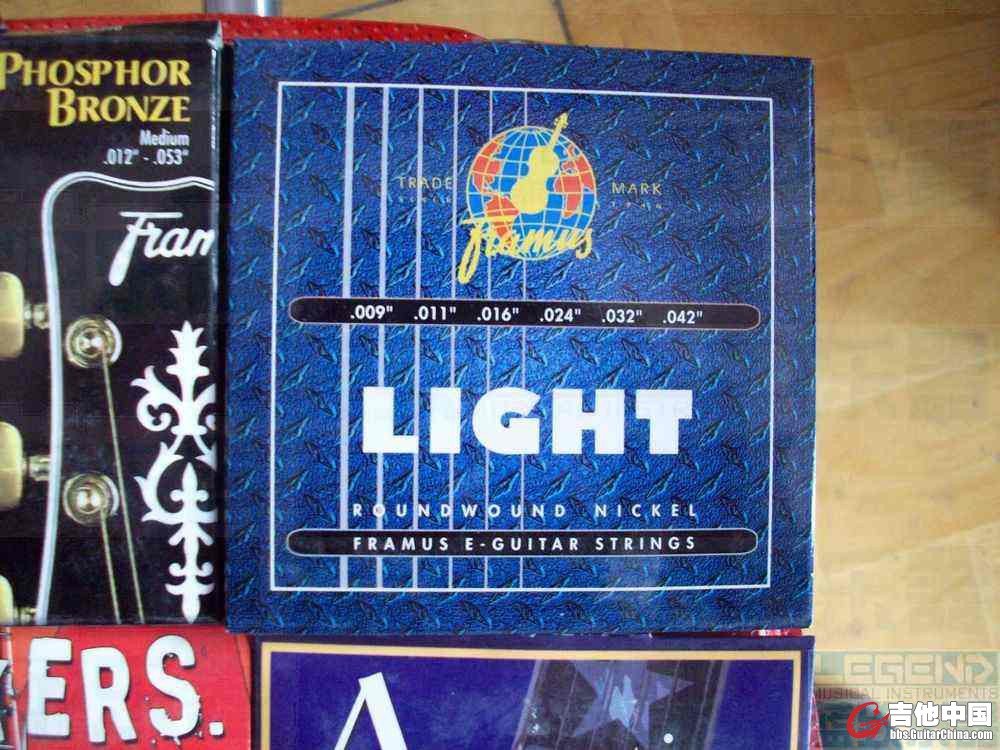 PHOSPHOR
BRONZE
Medium
.012" - .053"
Fram
TRADE MARK
Framus
.009" .011" .016" .024" .032" .042"
LIGHT
ROUNDWOUND NICKEL
FRAMUS E-GUITAR STRINGS
ERS.
A
LEGEND
MUSICAL INSTRUMENTS
吉他中国
bbs.GuitarChina.com